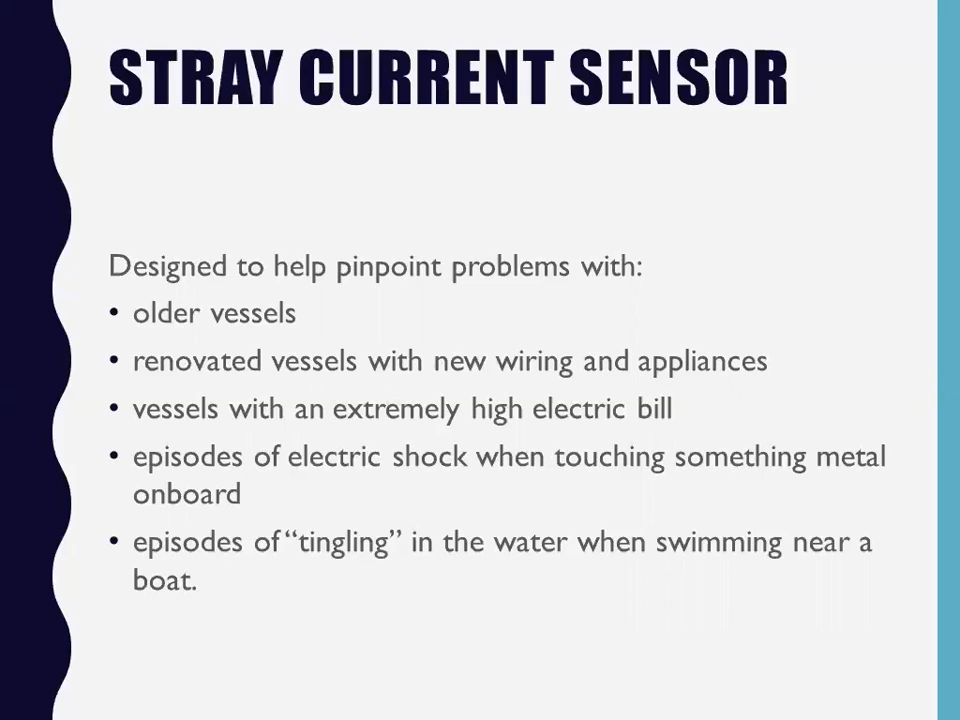 STRAY CURRENT SENSOR
Designed to help pinpoint problems with:
• older vessels
• renovated vessels with new wiring and appliances
• vessels with an extremely high electric bill
• episodes of electric shock when touching something metal
onboard
• episodes of “tingling” in the water when swimming near a
boat.